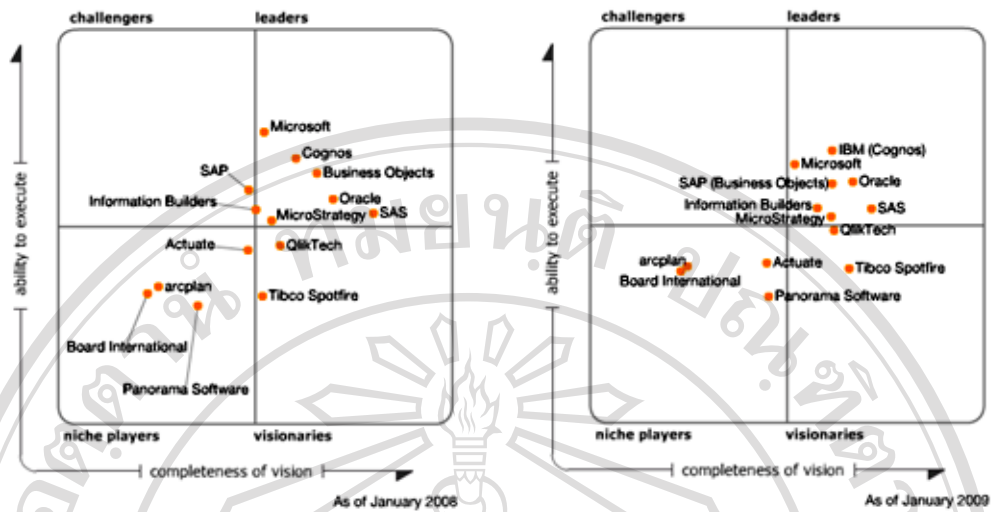 challengers
leaders
Microsoft
Cognos
Business Objects
SAP
Oracle
Information Builders
SAS
MicroStrategy
Actuate
QlikTech
arcplan
Tibco Spotfire
Board International
Panorama Software
niche players
visionaries
ability to execute
completeness of vision
As of January 2008
challengers
leaders
IBM (Cognos)
Microsoft
SAP (Business Objects)
Oracle
Information Builders
SAS
MicroStrategy
QlikTech
arcplan
Actuate
Tibco Spotfire
Board International
Panorama Software
niche players
visionaries
ability to execute
completeness of vision
As of January 2009